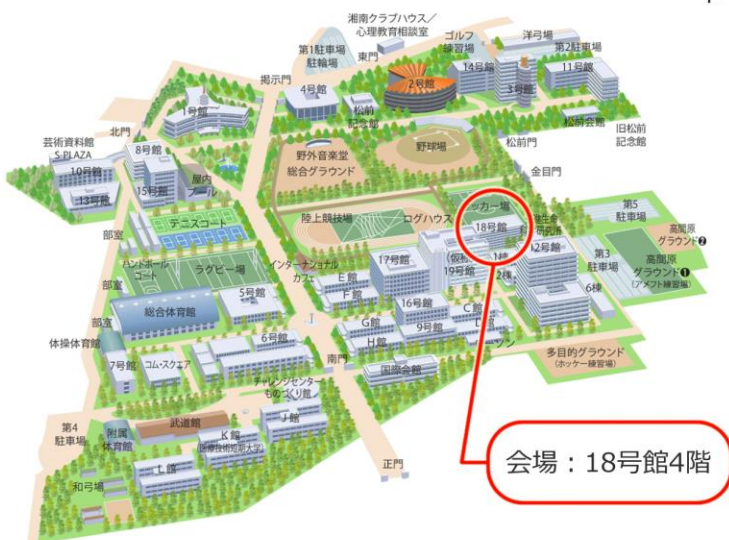 湘南クラブハウス／
心理教育相談室
第1駐車場
駐輪場
東門
ゴルフ
練習場
洋弓場
第2駐車場
掲示門
4号館
2号館
14号館
3号館
11号館
1号館
松前
記念館
松前会館
旧松前
記念館
北門
芸術資料館
S-PLAZA
8号館
10号館
13号館
15号館
屋内
プール
野外音楽堂
総合グラウンド
野球場
松前門
金目門
テニスコート
陸上競技場
ログハウス
ッカー場
18号館
第5
駐車場
高間原
グラウンド❷
部室
ハンドボール
コート
ラグビー場
インターナショナル
カフェ
17号館
(仮称)
19号館
1棟
2棟
12号館
第3
駐車場
6棟
高間原
グラウンド❶
(アメフト練習場)
E館
F館
部室
総合体育館
5号館
16号館
C館
部室
体操体育館
G館
9号館
H館
6号館
7号館
コム・スクエア
南門
国際会館
多目的グラウンド
(ホッケー練習場)
チャレンジセンター
ものづくり館
J館
第4
駐車場
附属
体育館
武道館
K館
(医療技術短期大学)
L館
和弓場
正門
会場：18号館4階